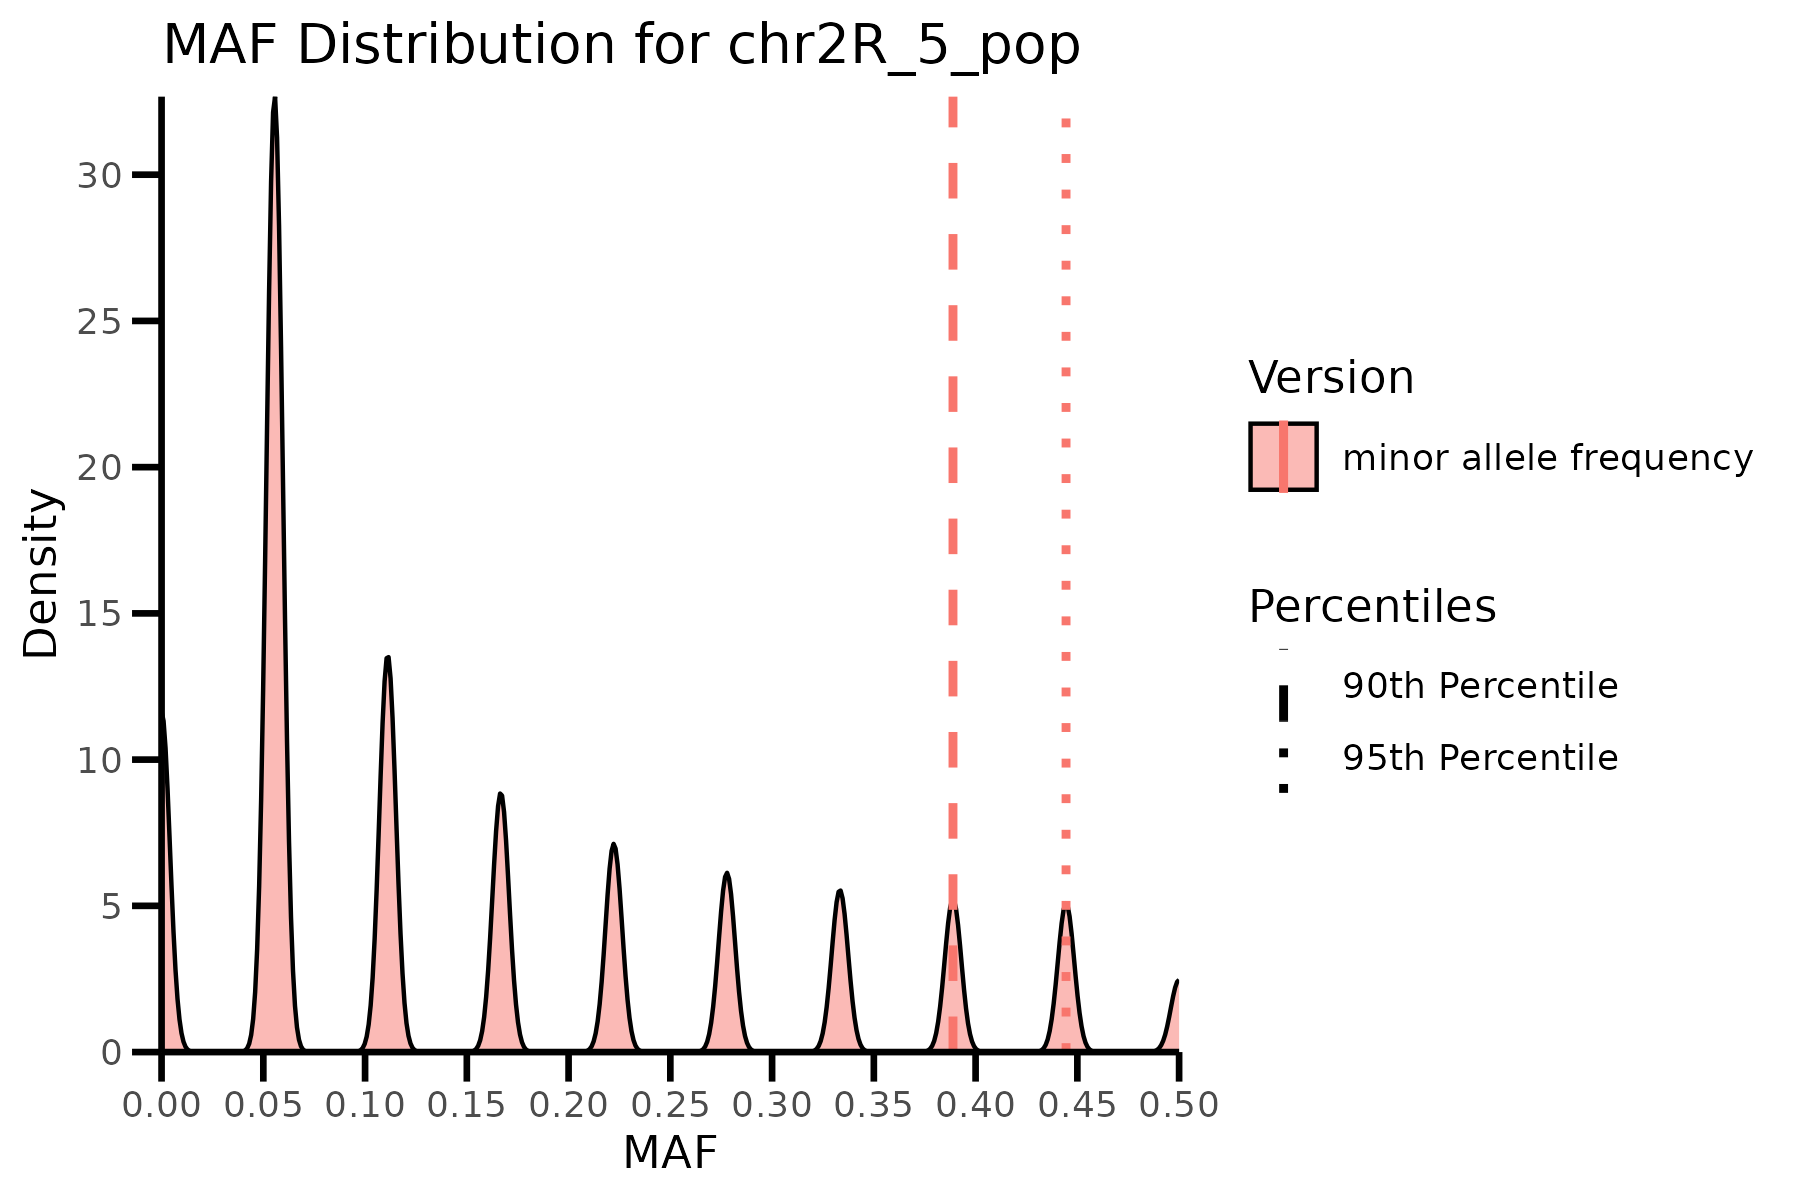 MAF Distribution for chr2R_5_pop
Density
30
25
20
15
10
5
0
0.00 0.05 0.10 0.15 0.20 0.25 0.30 0.35 0.40 0.45 0.50
MAF
Version
minor allele frequency
Percentiles
90th Percentile
95th Percentile